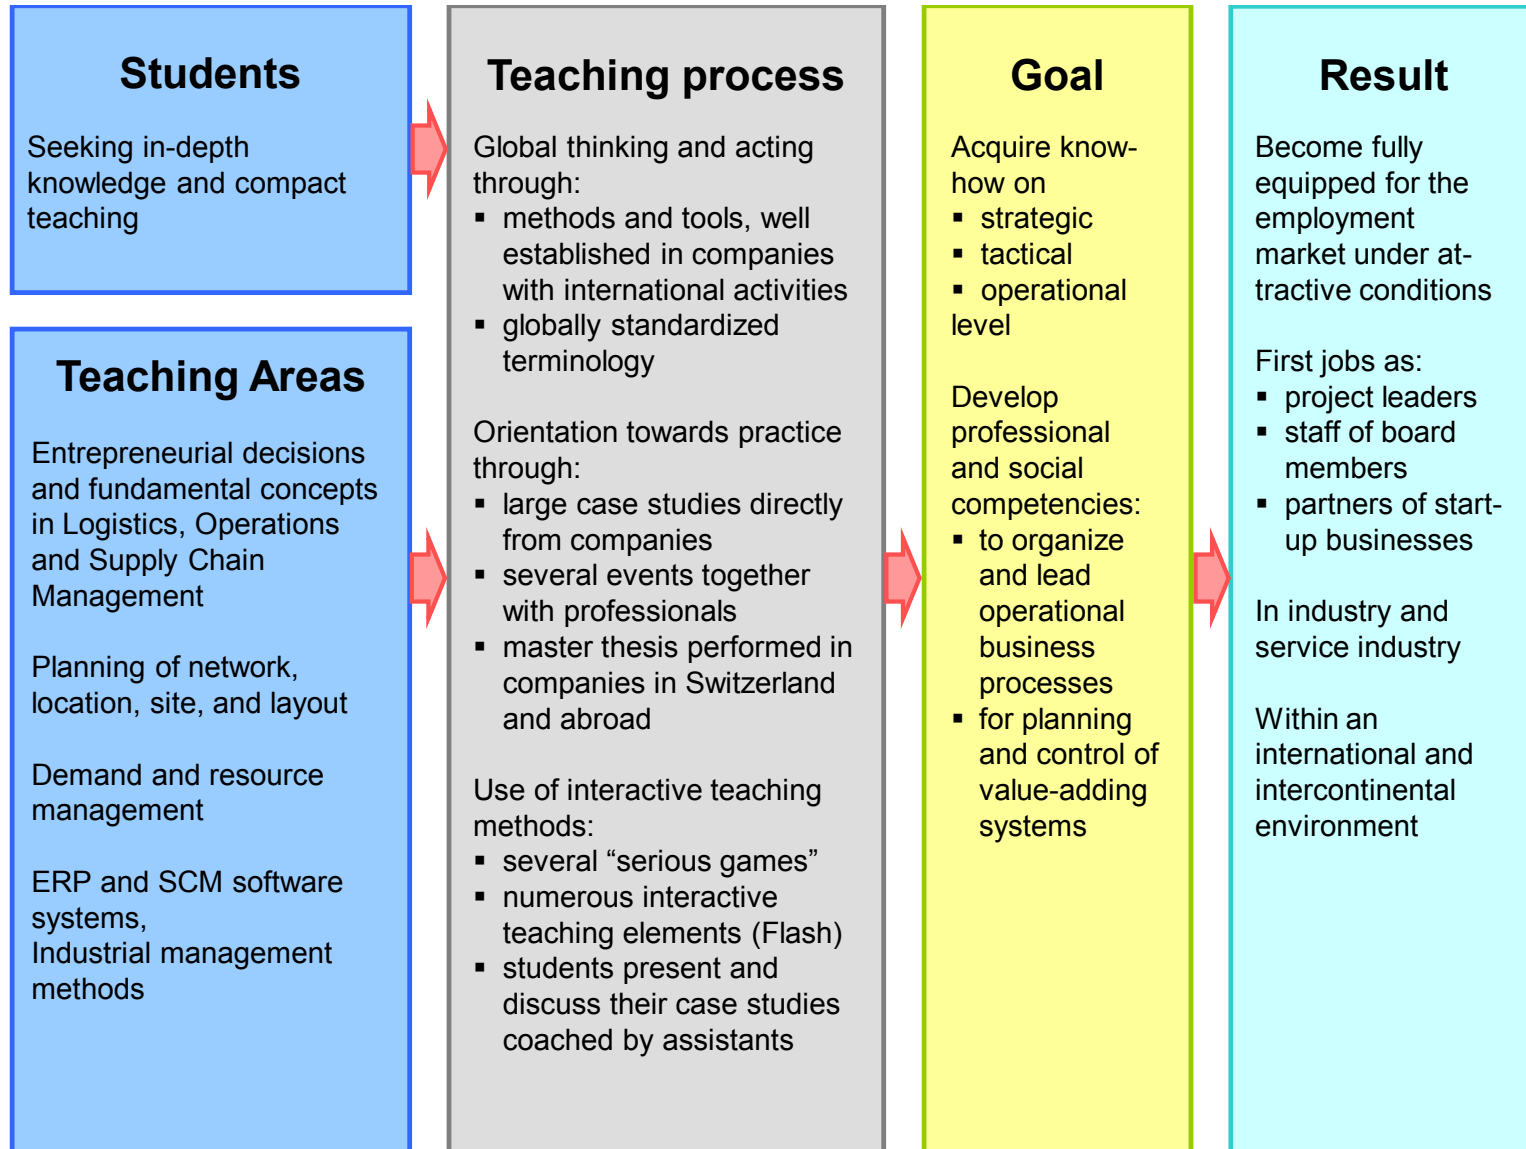 Students
Seeking in-depth
knowledge and compact
teaching
Teaching Areas
Entrepreneurial decisions
and fundamental concepts
in Logistics, Operations
and Supply Chain
Management
Planning of network,
location, site, and layout
Demand and resource
management
ERP and SCM software
systems,
Industrial management
methods
Teaching process
Global thinking and acting
through:
▪ methods and tools, well
established in companies
with international activities
▪ globally standardized
terminology
Orientation towards practice
through:
▪ large case studies directly
from companies
▪ several events together
with professionals
▪ master thesis performed in
companies in Switzerland
and abroad
Use of interactive teaching
methods:
▪ several “serious games”
▪ numerous interactive
teaching elements (Flash)
▪ students present and
discuss their case studies
coached by assistants
Goal
Acquire know-
how on
▪ strategic
▪ tactical
▪ operational
level
Develop
professional
and social
competencies:
▪ to organize
and lead
operational
business
processes
▪ for planning
and control of
value-adding
systems
Result
Become fully
equipped for the
employment
market under at-
tractive conditions
First jobs as:
▪ project leaders
▪ staff of board
members
▪ partners of start-
up businesses
In industry and
service industry
Within an
international and
intercontinental
environment